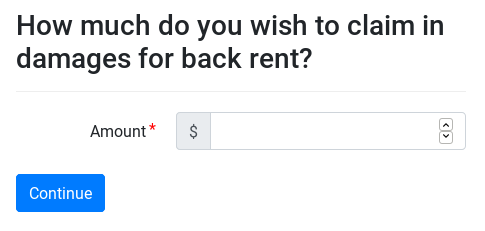 How much do you wish to claim in
damages for back rent?
Amount *
$
Continue